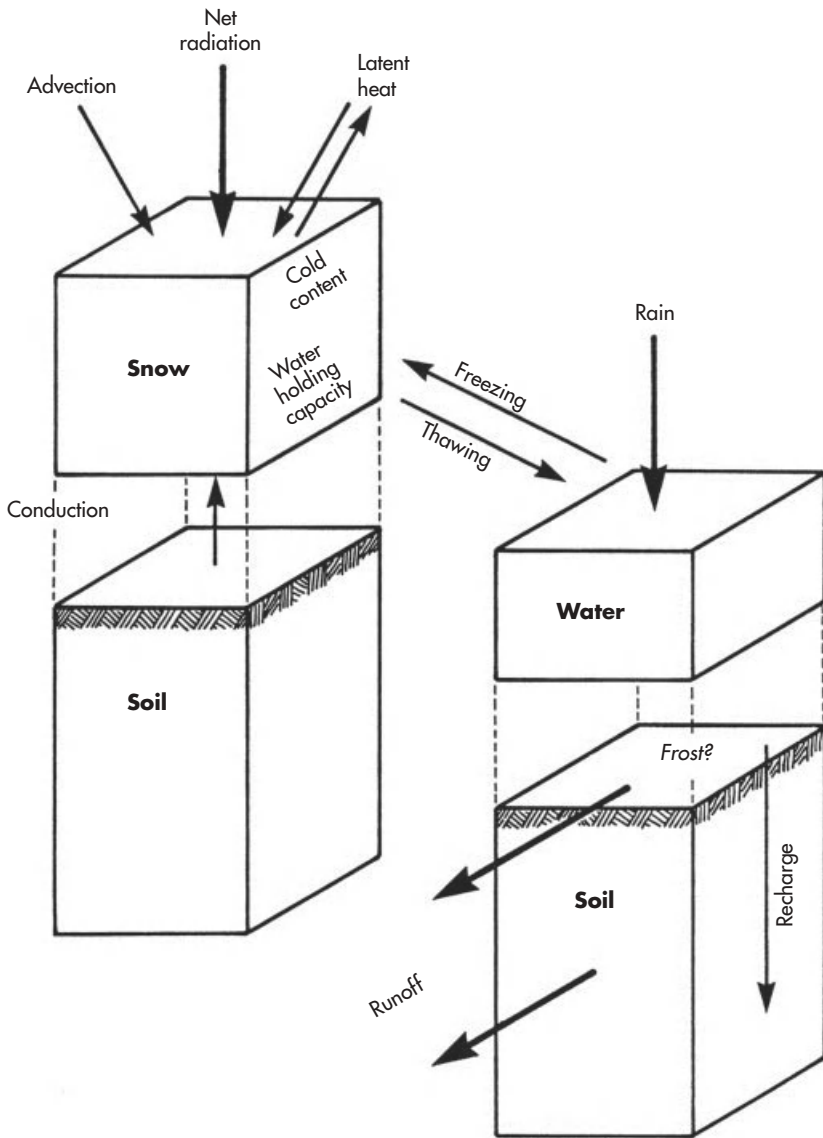 Net
radiation
Advection
Latent
heat
Cold
content
Snow
Water
holding
capacity
Rain
Freezing
Thawing
Conduction
Water
Soil
Frost?
Soil
Recharge
Runoff